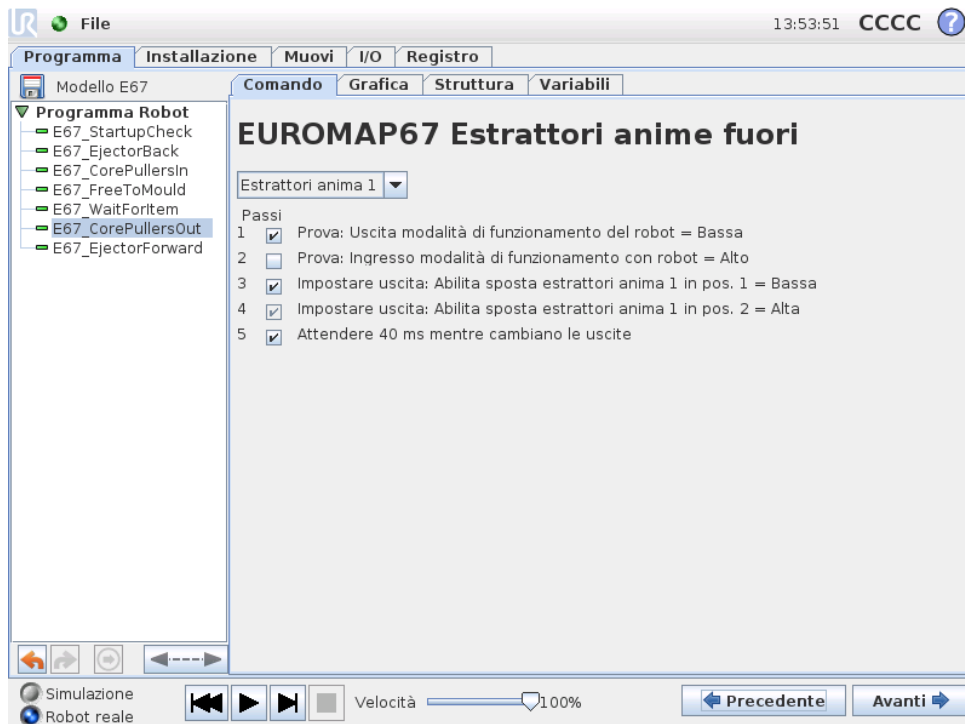 UR File 13:53:51 CCCC ?
Programma Installazione Muovi I/O Registro
Modello E67 Comando Grafica Struttura Variabili
Programma Robot
E67_StartupCheck
E67_EjectorBack
E67_CorePullersIn
E67_FreeToMould
E67_WaitForItem
E67_CorePullersOut
E67_EjectorForward
EUROMAP67 Estrattori anime fuori
Estrattori anima 1
Passi
1 Prova: Uscita modalità di funzionamento del robot = Bassa
2 Prova: Ingresso modalità di funzionamento con robot = Alto
3 Impostare uscita: Abilita sposta estrattori anima 1 in pos. 1 = Bassa
4 Impostare uscita: Abilita sposta estrattori anima 1 in pos. 2 = Alta
5 Attendere 40 ms mentre cambiano le uscite
Simulazione
Robot reale
Velocità 100% Precedente Avanti